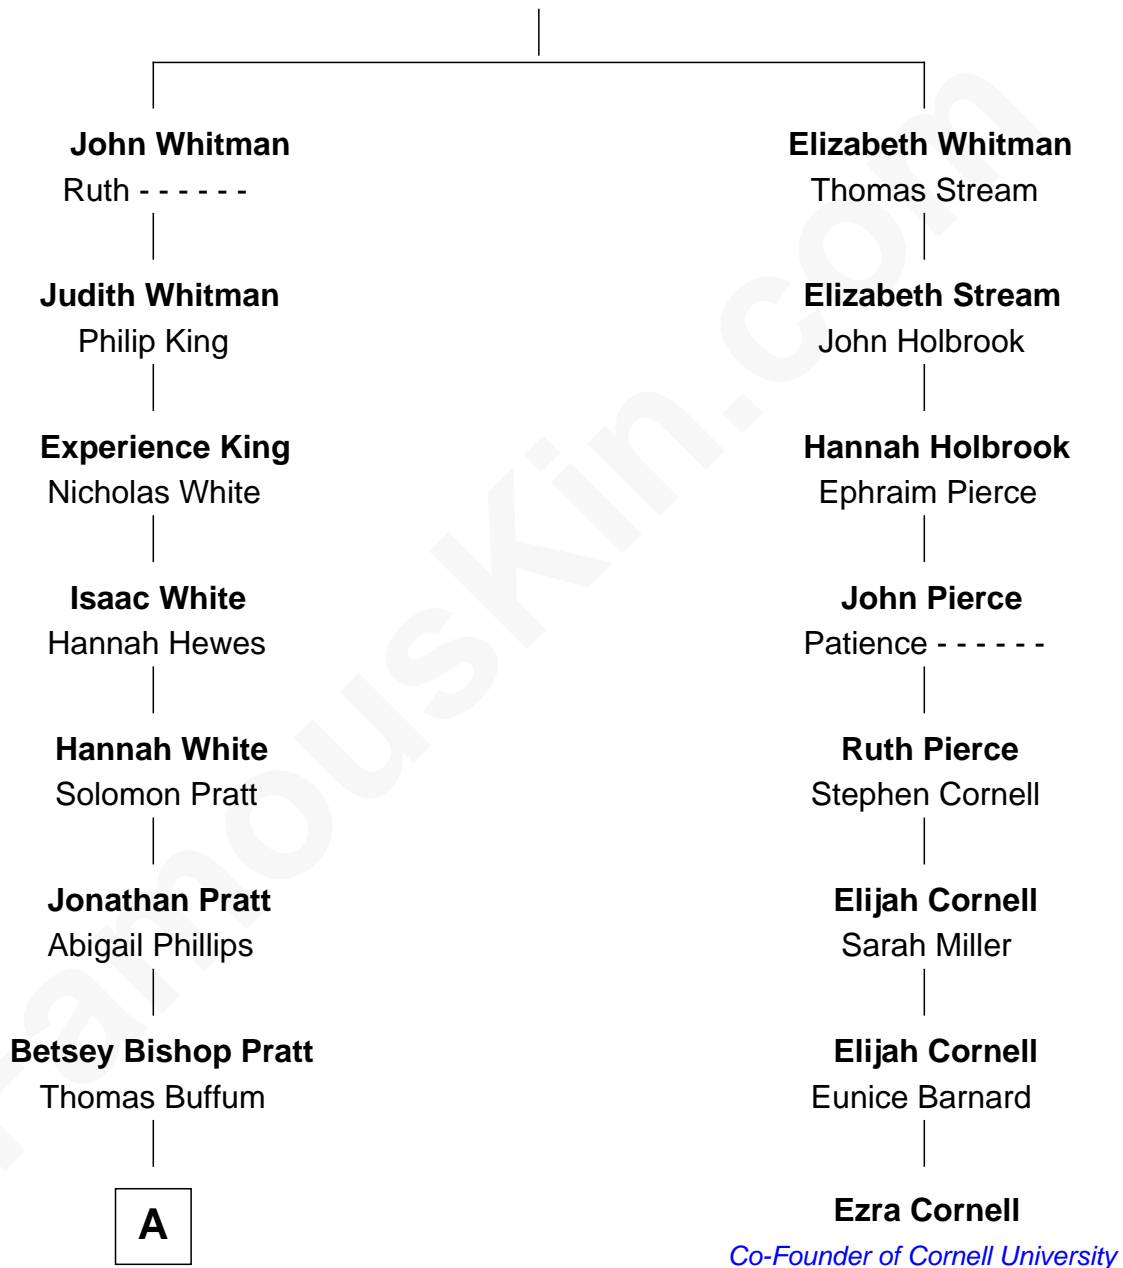 John Whitman
Ruth - - - - - -
Judith Whitman
Philip King
Experience King
Nicholas White
Isaac White
Hannah Hewes
Hannah White
Solomon Pratt
Jonathan Pratt
Abigail Phillips
Betsey Bishop Pratt
Thomas Buffum
A
Elizabeth Whitman
Thomas Stream
Elizabeth Stream
John Holbrook
Hannah Holbrook
Ephraim Pierce
John Pierce
Patience - - - - - -
Ruth Pierce
Stephen Cornell
Elijah Cornell
Sarah Miller
Elijah Cornell
Eunice Barnard
Ezra Cornell
Co-Founder of Cornell University
FamousKin.com